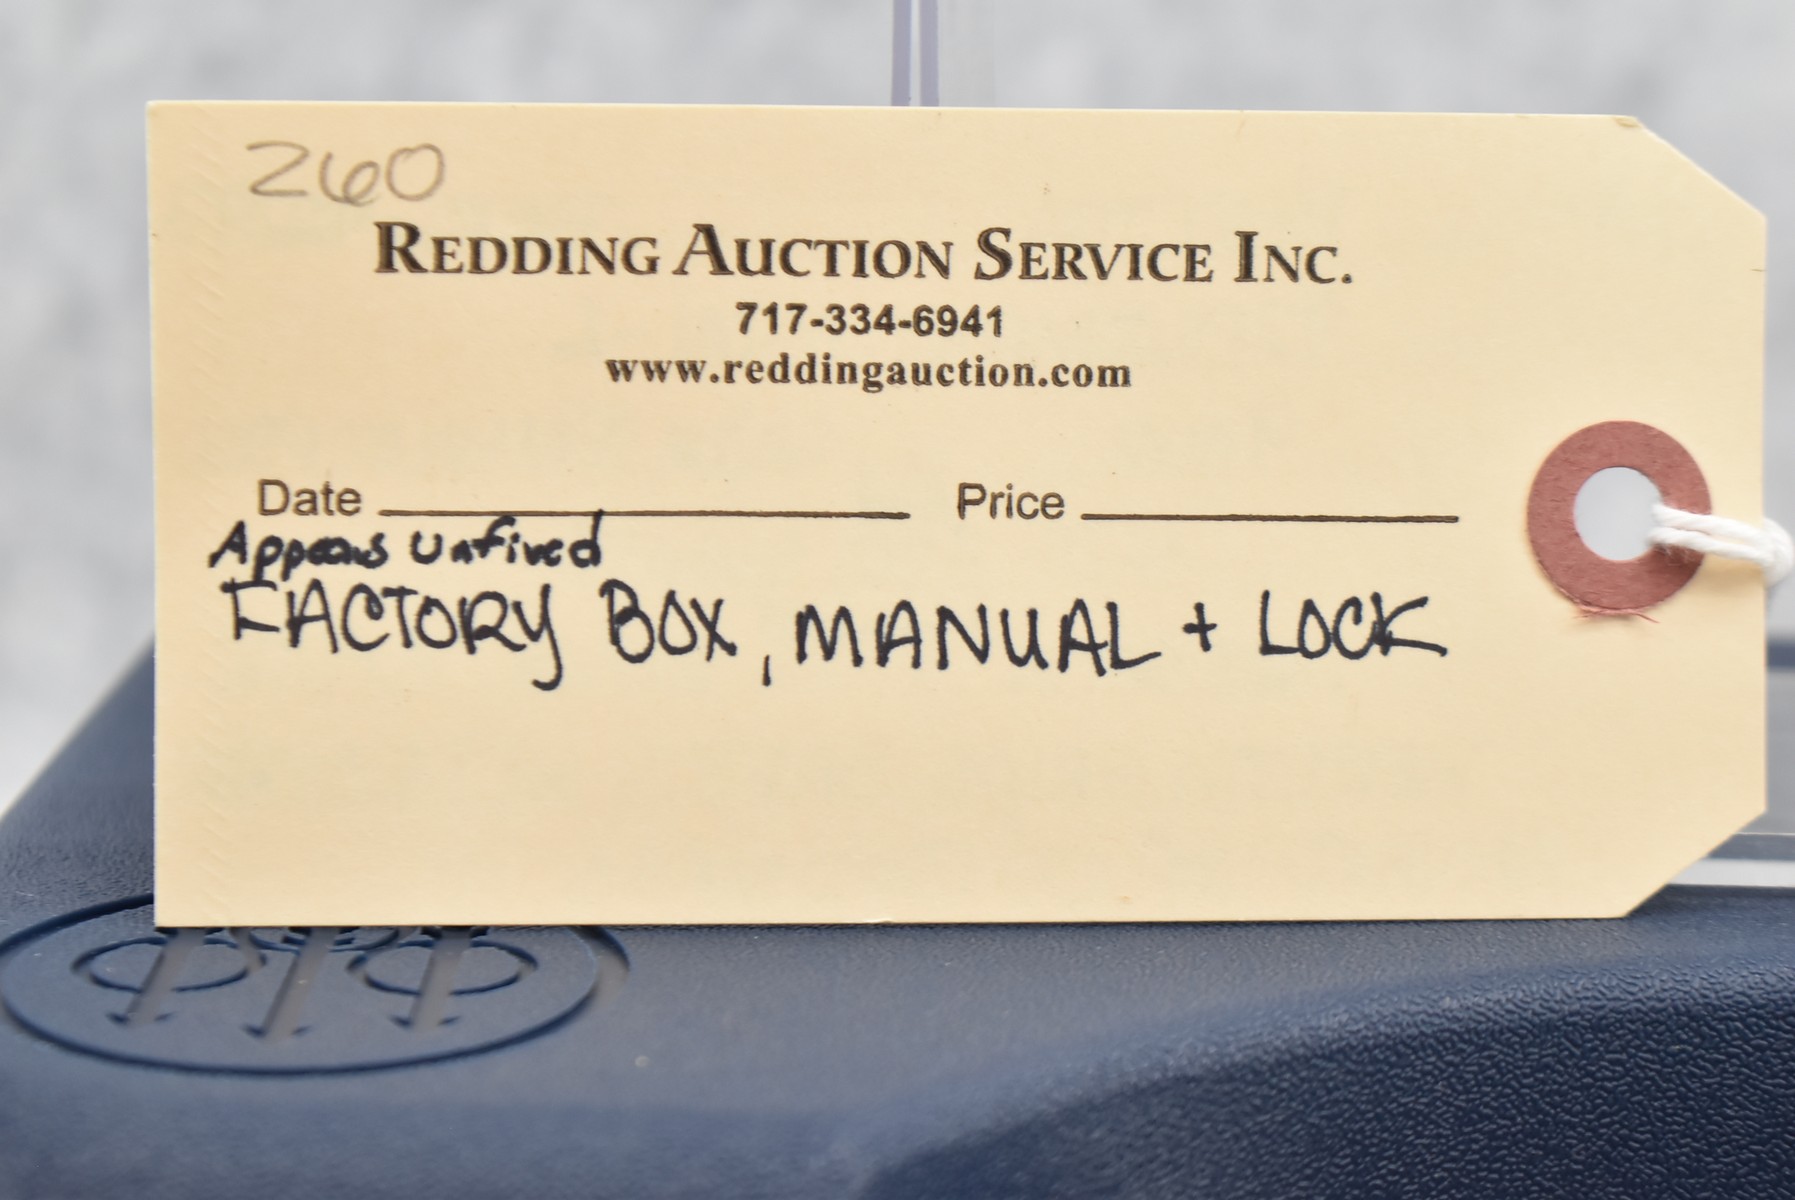 260
REDDING AUCTION SERVICE INC.
717-334-6941
www.reddingauction.com
Date Price
Appears Unfired
FACTORY BOX, MANUAL + LOCK